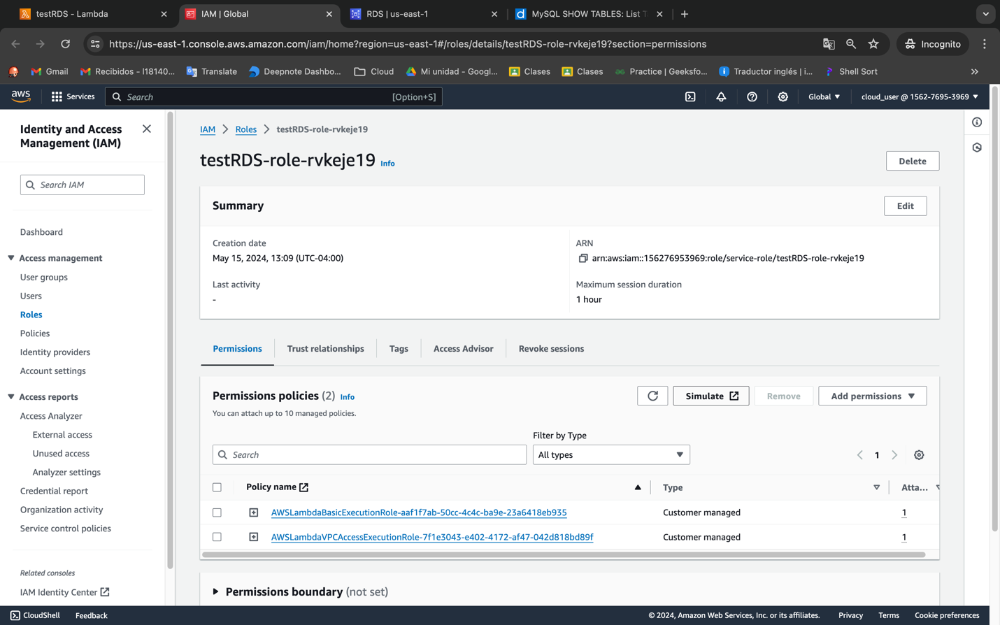 testRDS - Lambda
IAM | Global
RDS | us-east-1
MySQL SHOW TABLES: List T
https://us-east-1.console.aws.amazon.com/iam/home?region=us-east-1#/roles/details/testRDS-role-rvkeje19?section=permissions
Incognito
Gmail
Recibidos - l18140...
Translate
Deepnote Dashbo...
Cloud
Mi unidad - Googl...
Clases
Clases
Practice | Geeksfo...
Traductor inglés | i...
Shell Sort
aws
Services
Search
[Option+S]
Global
cloud_user @ 1562-7695-3969
Identity and Access
Management (IAM)
Search IAM
Dashboard
Access management
User groups
Users
Roles
Policies
Identity providers
Account settings
Access reports
Access Analyzer
External access
Unused access
Analyzer settings
Credential report
Organization activity
Service control policies
Related consoles
IAM Identity Center
IAM
Roles
testRDS-role-rvkeje19
testRDS-role-rvkeje19 Info
Delete
Summary
Edit
Creation date
May 15, 2024, 13:09 (UTC-04:00)
ARN
arn:aws:iam::156276953969:role/service-role/testRDS-role-rvkeje19
Last activity
-
Maximum session duration
1 hour
Permissions
Trust relationships
Tags
Access Advisor
Revoke sessions
Permissions policies (2) Info
You can attach up to 10 managed policies.
Simulate
Remove
Add permissions
Filter by Type
Search
All types
1
Policy name
Type
Atta...
AWSLambdaBasicExecutionRole-aaf1f7ab-50cc-4c4c-ba9e-23a6418eb935
Customer managed
1
AWSLambdaVPCAccessExecutionRole-7f1e3043-e402-4172-af47-042d818bd89f
Customer managed
1
Permissions boundary (not set)
CloudShell
Feedback
© 2024, Amazon Web Services, Inc. or its affiliates.
Privacy
Terms
Cookie preferences